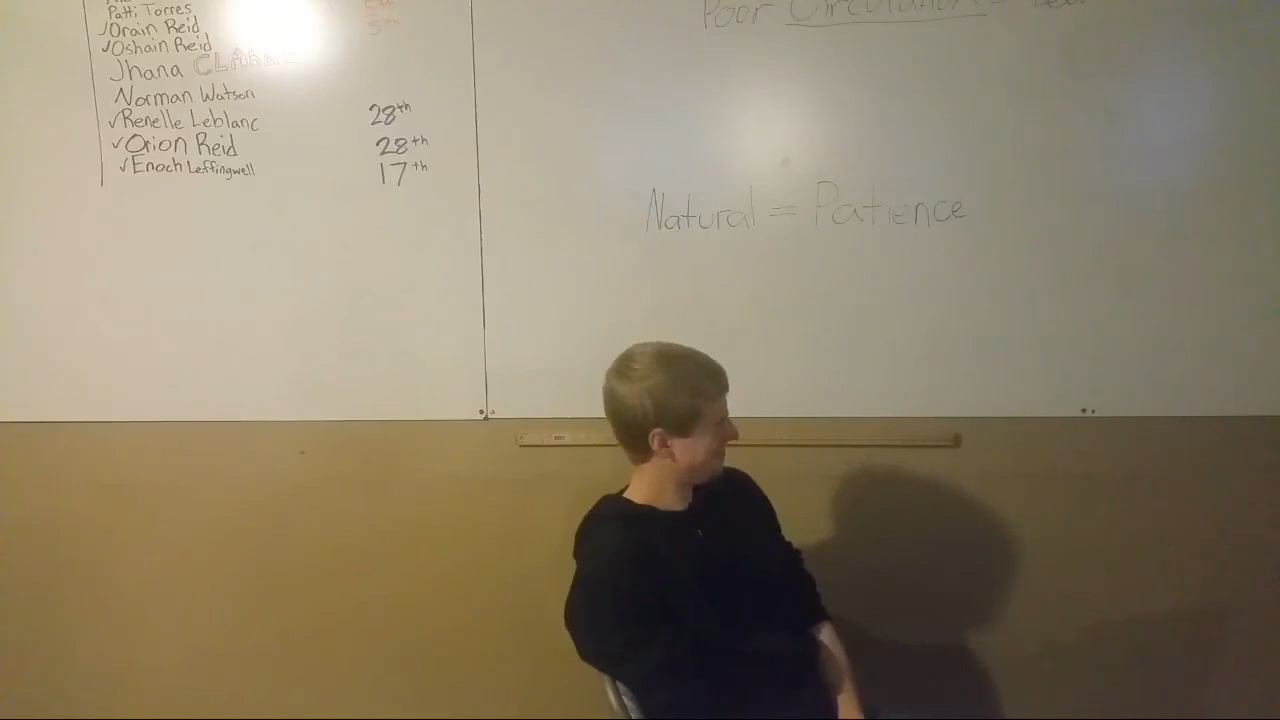 Patti Torres
✓Orain Reid 5th
✓Oshain Reid
Jhana CLARKE
Norman Watson
✓Renelle Leblanc 28th
✓Orion Reid 28th
✓Enoch Leffingwell 17th
Poor Circulation =
Natural = Patience